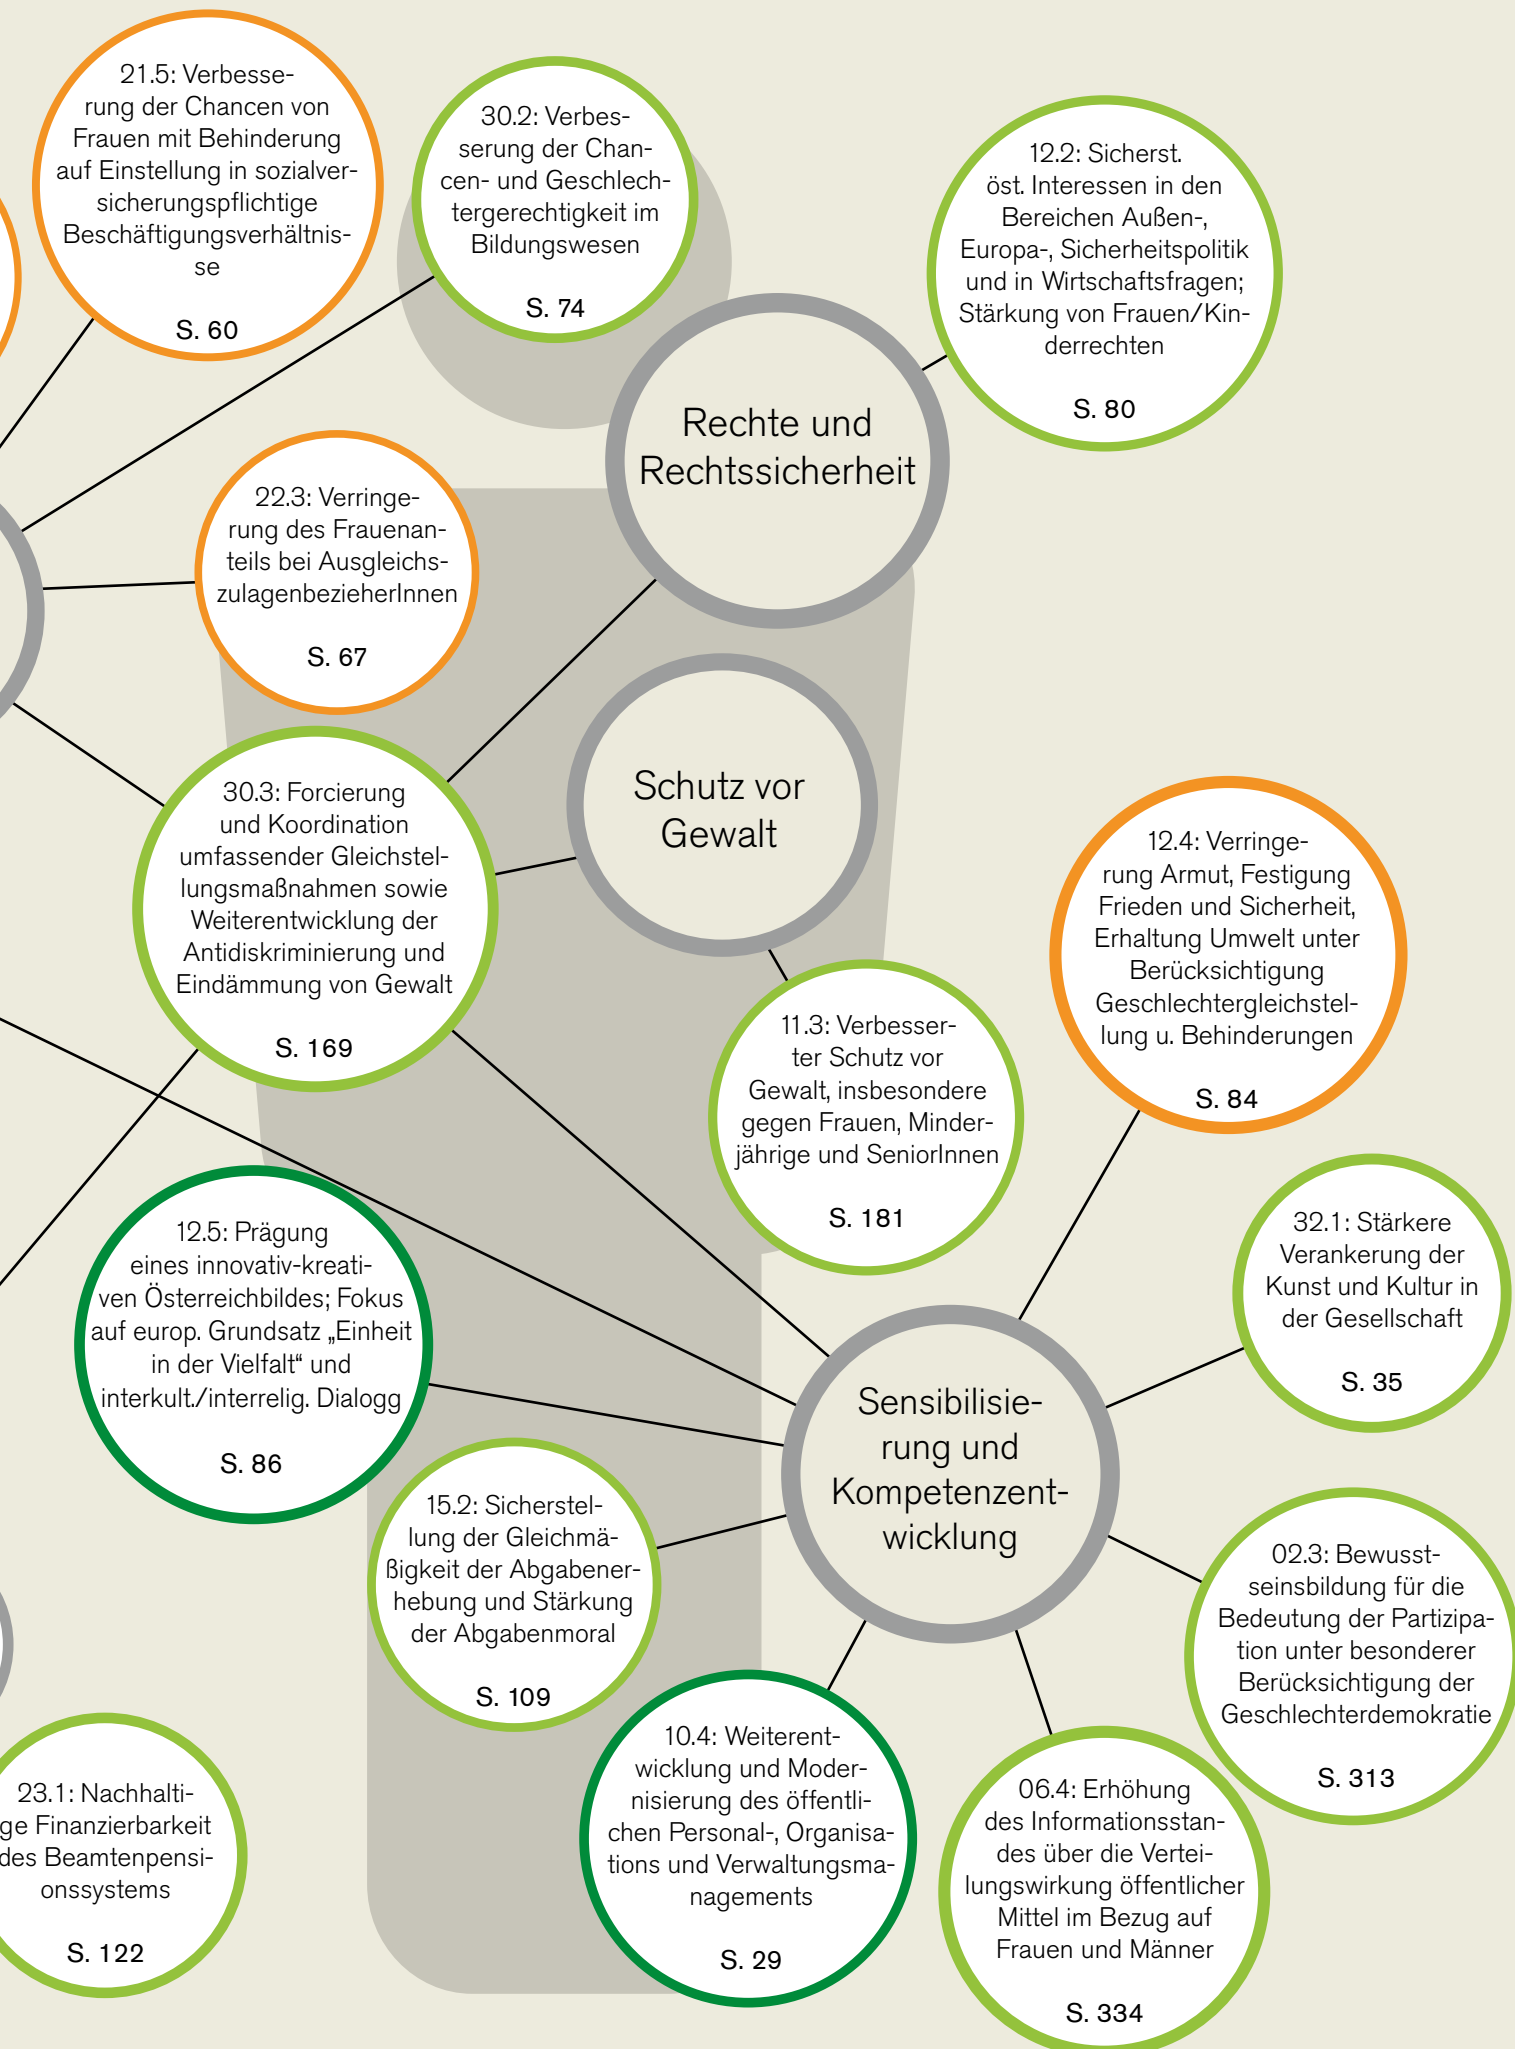 21.5: Verbesse-
rung der Chancen von
Frauen mit Behinderung
auf Einstellung in sozialver-
sicherungspflichtige
Beschäftigungsverhältnis-
se
S. 60
30.2: Verbes-
serung der Chan-
cen- und Geschlech-
tergerechtigkeit im
Bildungswesen
S. 74
12.2: Sicherst.
öst. Interessen in den
Bereichen Außen-,
Europa-, Sicherheitspolitik
und in Wirtschaftsfragen;
Stärkung von Frauen/Kin-
derrechten
S. 80
Rechte und
Rechtssicherheit
22.3: Verringe-
rung des Frauenan-
teils bei Ausgleichs-
zulagenbezieherInnen
S. 67
Schutz vor
Gewalt
30.3: Forcierung
und Koordination
umfassender Gleichstel-
lungsmaßnahmen sowie
Weiterentwicklung der
Antidiskriminierung und
Eindämmung von Gewalt
S. 169
12.4: Verringe-
rung Armut, Festigung
Frieden und Sicherheit,
Erhaltung Umwelt unter
Berücksichtigung
Geschlechtergleichstel-
lung u. Behinderungen
S. 84
11.3: Verbesser-
ter Schutz vor
Gewalt, insbesondere
gegen Frauen, Minder-
jährige und SeniorInnen
S. 181
12.5: Prägung
eines innovativ-kreati-
ven Österreichbildes; Fokus
auf europ. Grundsatz „Einheit
in der Vielfalt“ und
interkult./interrelig. Dialogg
S. 86
32.1: Stärkere
Verankerung der
Kunst und Kultur in
der Gesellschaft
S. 35
Sensibilisie-
rung und
Kompetenzent-
wicklung
15.2: Sicherstel-
lung der Gleichmä-
ßigkeit der Abgabener-
hebung und Stärkung
der Abgabenmoral
S. 109
02.3: Bewusst-
seinsbildung für die
Bedeutung der Partizipa-
tion unter besonderer
Berücksichtigung der
Geschlechterdemokratie
S. 313
10.4: Weiterent-
wicklung und Moder-
nisierung des öffentli-
chen Personal-, Organisa-
tions und Verwaltungsma-
nagements
S. 29
06.4: Erhöhung
des Informationsstan-
des über die Vertei-
lungswirkung öffentlicher
Mittel im Bezug auf
Frauen und Männer
S. 334
23.1: Nachhalti-
ge Finanzierbarkeit
des Beamtenpensi-
onssystems
S. 122